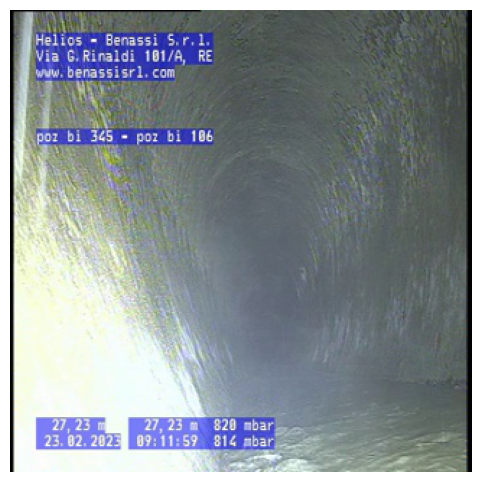 Helios - Benassi S.r.l.
Via G.Rinaldi 101/A, RE
www.benassisrl.com
poz bi 345 - poz bi 106
27,23 m 27,23 m 820 mbar
23.02.2023 09:11:59 814 mbar